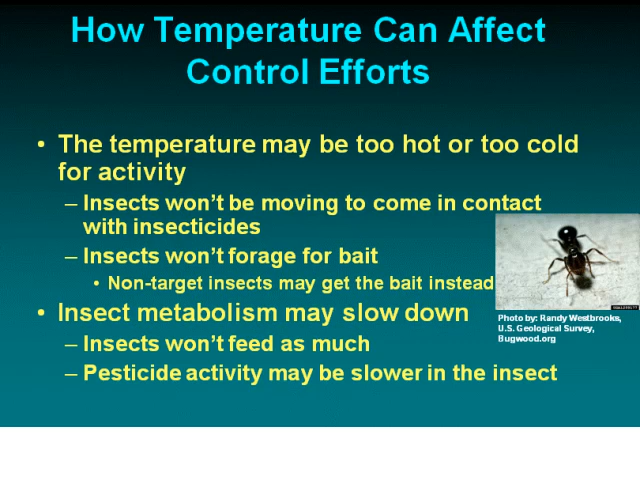 How Temperature Can Affect
Control Efforts
• The temperature may be too hot or too cold
for activity
– Insects won't be moving to come in contact
with insecticides
– Insects won't forage for bait
• Non-target insects may get the bait instead
• Insect metabolism may slow down
– Insects won't feed as much
– Pesticide activity may be slower in the insect
Photo by: Randy Westbrooks,
U.S. Geological Survey,
Bugwood.org